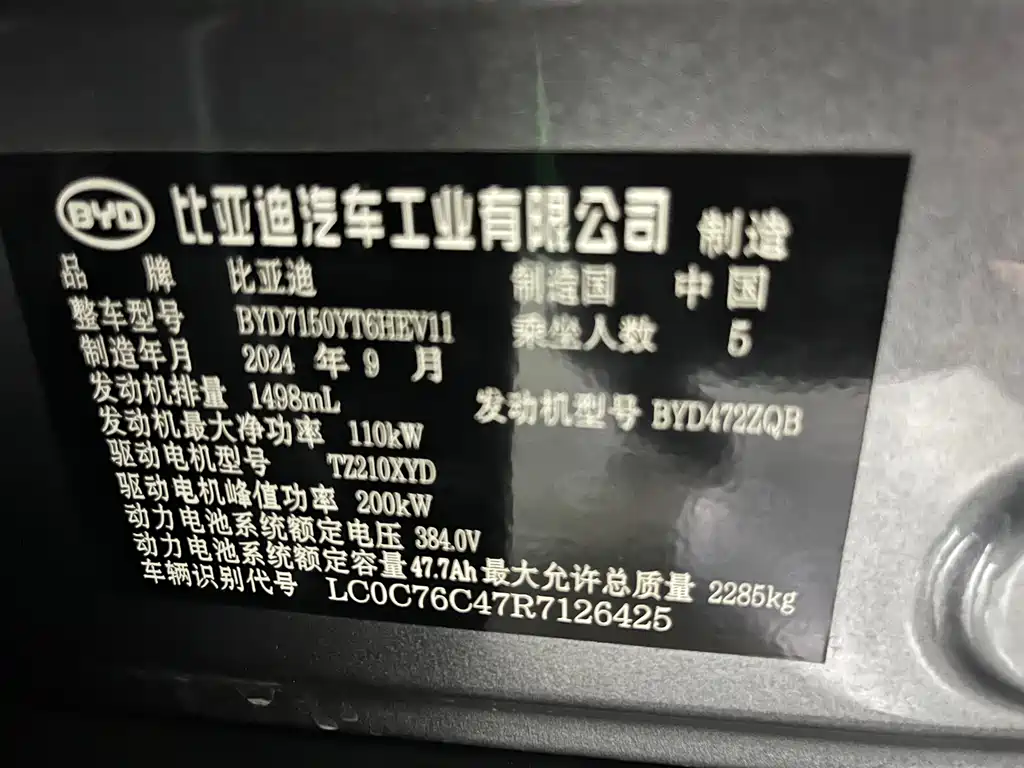 BYD 比亚迪汽车工业有限公司 制造
品牌 比亚迪 制造国 中国
整车型号 BYD7150YT6HEV11 乘坐人数 5
制造年月 2024 年 9 月
发动机排量 1498mL 发动机型号 BYD472ZQB
发动机最大净功率 110kW
驱动电机型号 TZ210XYD
驱动电机峰值功率 200kW
动力电池系统额定电压 384.0V
动力电池系统额定容量 47.7Ah 最大允许总质量 2285kg
车辆识别代号 LC0C76C47R7126425